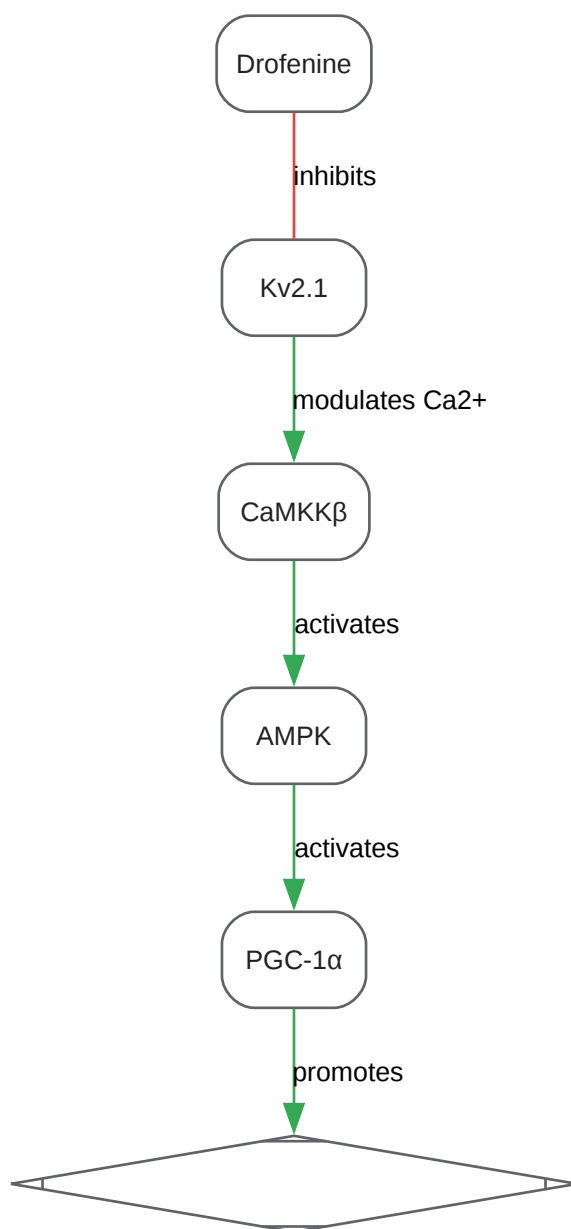 Drofenine
inhibits
Kv2.1
modulates Ca2+
CaMKKβ
activates
AMPK
activates
PGC-1α
promotes